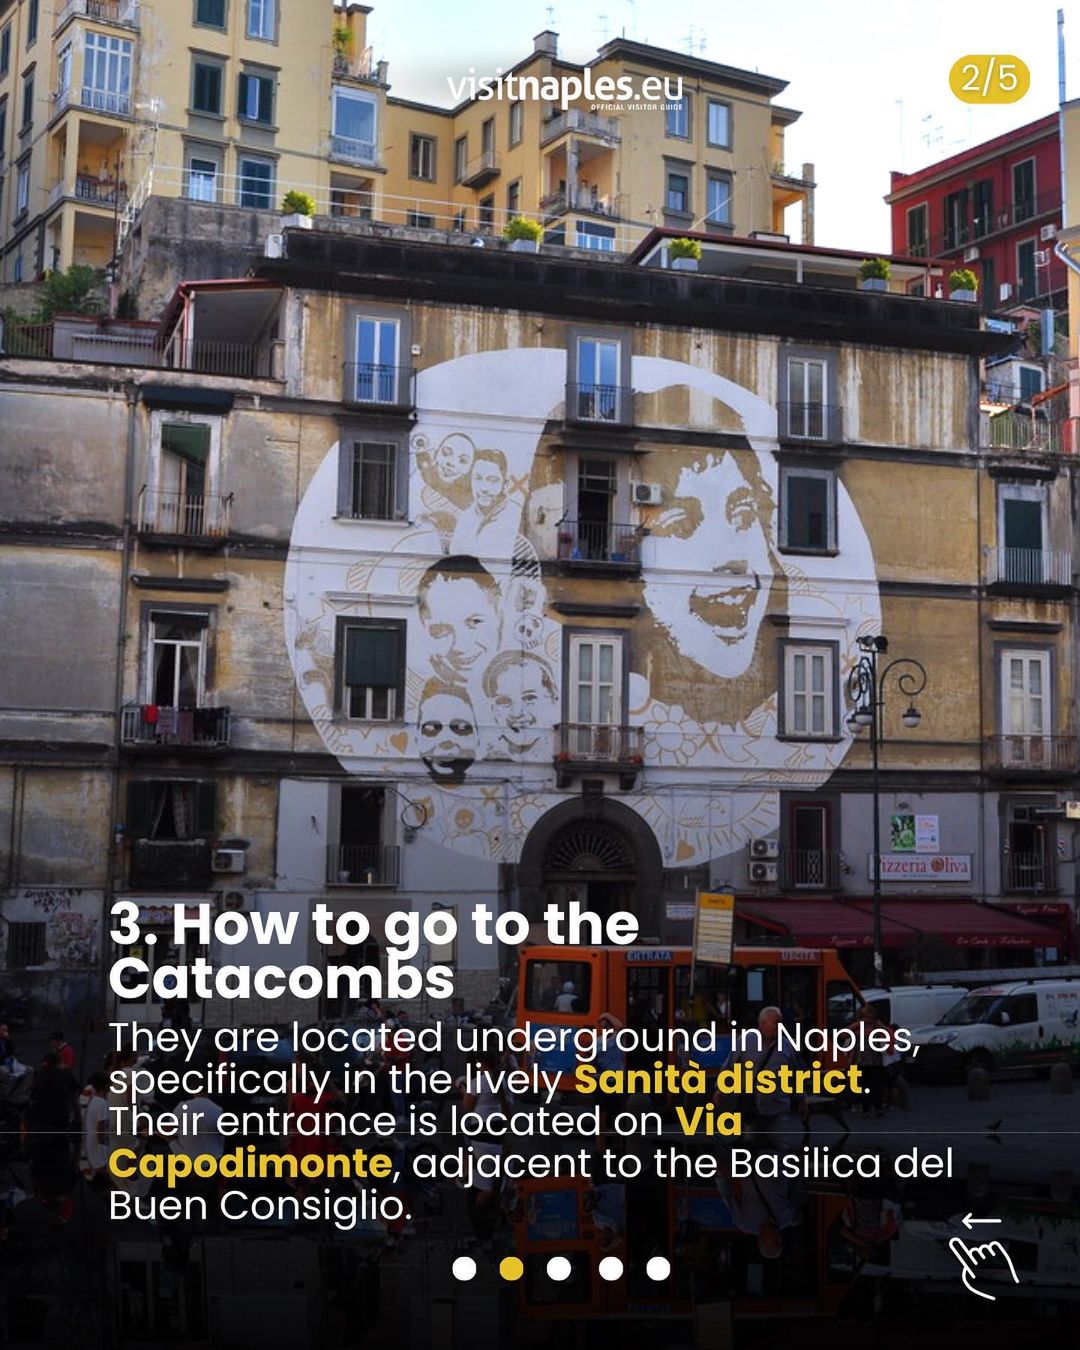 visitnaples.eu
OFFICIAL VISITOR GUIDE
2/5
izzeria Oliva
ENTRATA
USCITA
3. How to go to the
Catacombs
They are located underground in Naples,
specifically in the lively Sanità district.
Their entrance is located on Via
Capodimonte, adjacent to the Basilica del
Buen Consiglio.